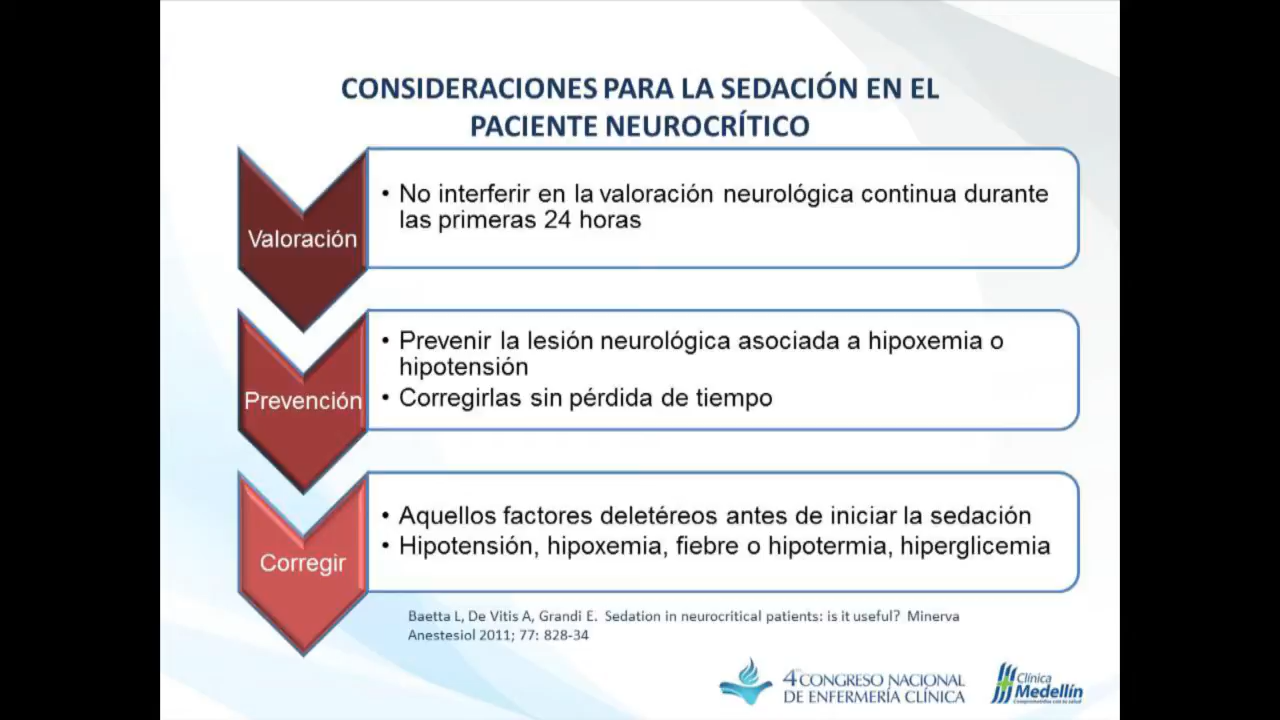 CONSIDERACIONES PARA LA SEDACIÓN EN EL
PACIENTE NEUROCRÍTICO
Valoración
• No interferir en la valoración neurológica continua durante
las primeras 24 horas
Prevención
• Prevenir la lesión neurológica asociada a hipoxemia o
hipotensión
• Corregirlas sin pérdida de tiempo
Corregir
• Aquellos factores deletéreos antes de iniciar la sedación
• Hipotensión, hipoxemia, fiebre o hipotermia, hiperglicemia
Baetta L, De Vitis A, Grandi E. Sedation in neurocritical patients: is it useful? Minerva
Anestesiol 2011; 77: 828-34
CONGRESO NACIONAL
DE ENFERMERÍA CLÍNICA
Clínica
Medellín